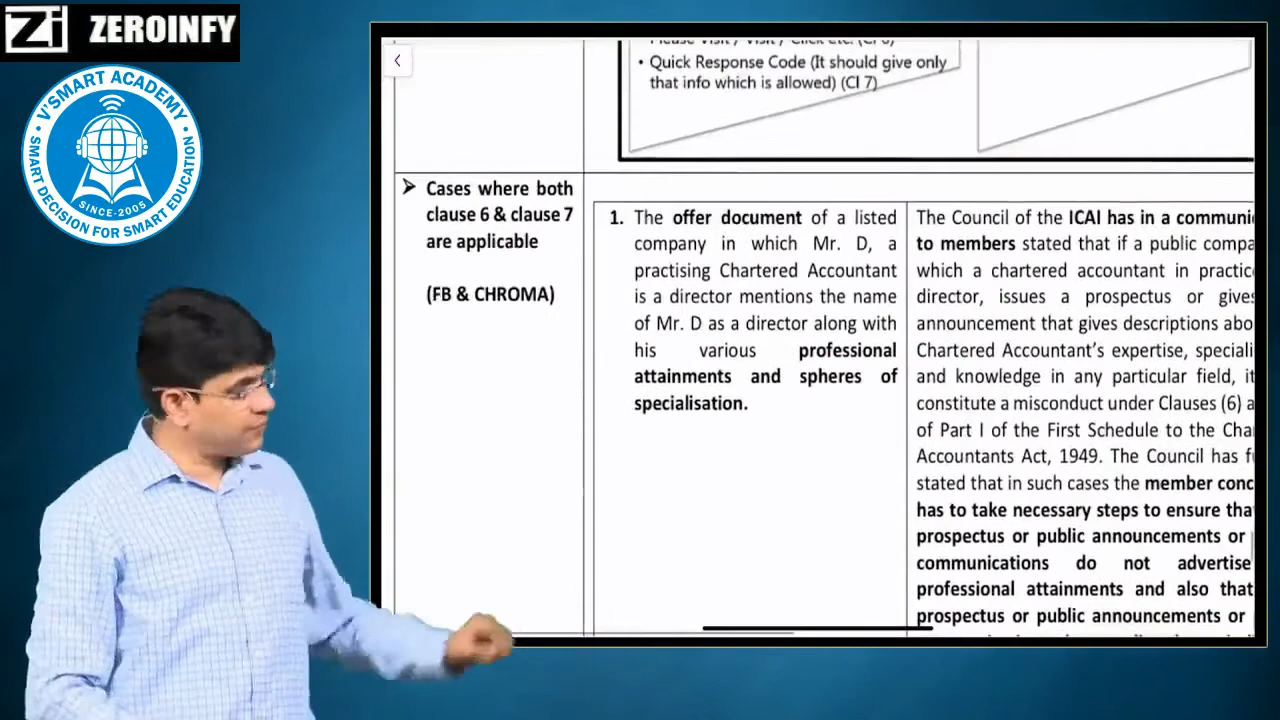 Zi ZEROINFY
V'SMART ACADEMY
SINCE-2005
SMART DECISION FOR SMART EDUCATION
<
• Quick Response Code (It should give only
that info which is allowed) (Cl 7)
➤ Cases where both
clause 6 & clause 7
are applicable
(FB & CHROMA)
1. The offer document of a listed
company in which Mr. D, a
practising Chartered Accountant
is a director mentions the name
of Mr. D as a director along with
his various professional
attainments and spheres of
specialisation.
The Council of the ICAI has in a communi
to members stated that if a public compa
which a chartered accountant in practic
director, issues a prospectus or gives
announcement that gives descriptions abo
Chartered Accountant's expertise, speciali
and knowledge in any particular field, it
constitute a misconduct under Clauses (6) a
of Part I of the First Schedule to the Cha
Accountants Act, 1949. The Council has fu
stated that in such cases the member conc
has to take necessary steps to ensure tha
prospectus or public announcements or
communications do not advertise
professional attainments and also that
prospectus or public announcements or